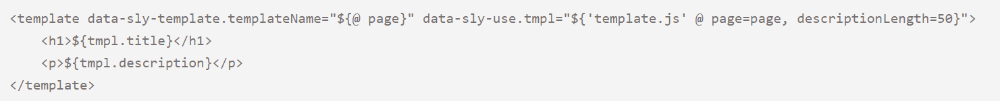 <template data-sly-template.templateName="${@ page}" data-sly-use.tmpl="${'template.js' @ page=page, descriptionLength=50}">
    <h1>${tmpl.title}</h1>
    <p>${tmpl.description}</p>
</template>